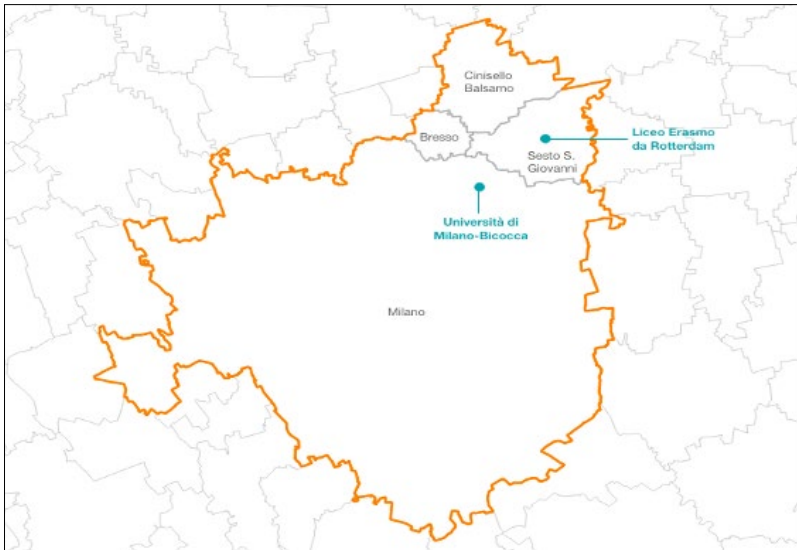 Cinisello
Balsamo
Bresso
Liceo Erasmo
da Rotterdam
Sesto S.
Giovanni
Università di
Milano-Bicocca
Milano